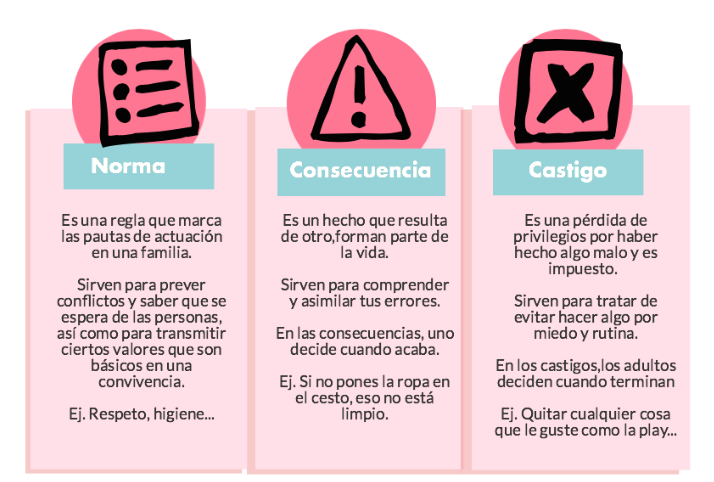 Norma
Es una regla que marca
las pautas de actuación
en una familia.
Sirven para prever
conflictos y saber que se
espera de las personas,
así como para transmitir
ciertos valores que son
básicos en una
convivencia.
Ej. Respeto, higiene...
Consecuencia
Es un hecho que resulta
de otro,forman parte de
la vida.
Sirven para comprender
y asimilar tus errores.
En las consecuencias, uno
decide cuando acaba.
Ej. Si no pones la ropa en
el cesto, eso no está
limpio.
Castigo
Es una pérdida de
privilegios por haber
hecho algo malo y es
impuesto.
Sirven para tratar de
evitar hacer algo por
miedo y rutina.
En los castigos,los adultos
deciden cuando terminan
Ej. Quitar cualquier cosa
que le guste como la play...